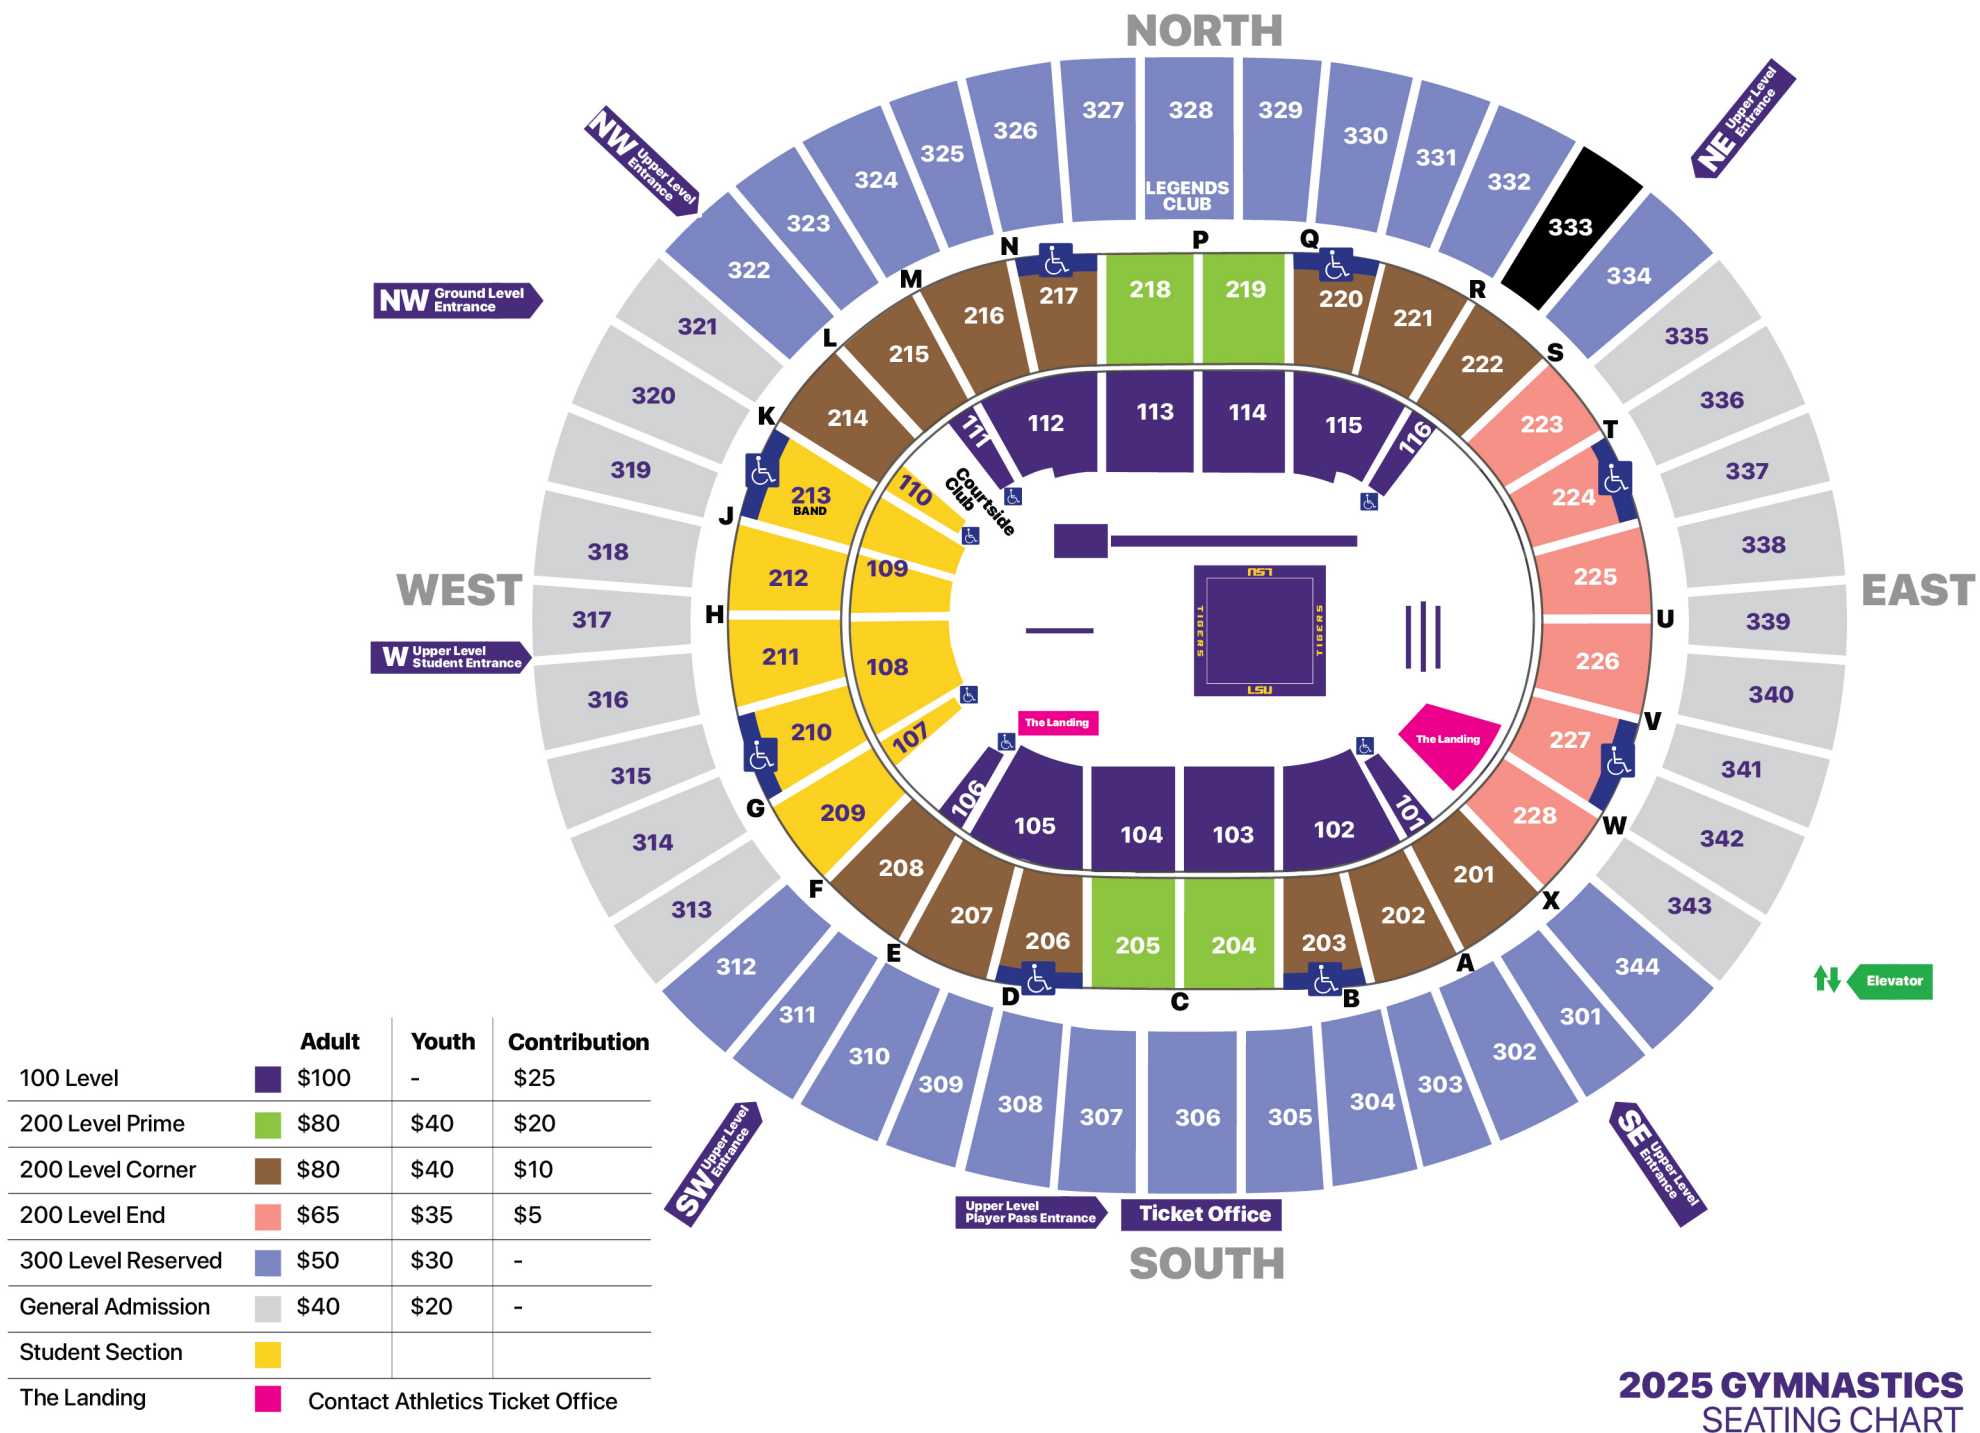 NORTH
NW Upper Level
Entrance
NE Upper Level
Entrance
NW Ground Level
Entrance
W Upper Level
Student Entrance
WEST
EAST
326 327 328 329 330
LEGENDS
CLUB
325 331
324 332
323 333
322 334
321 335
320 336
319 337
318 338
317 339
316 340
315 341
314 342
313 343
312 344
311 301
310 302
309 303
308 307 306 305 304
N P Q
M R
L S
K T
J
H U
V
G W
F X
E A
D C B
217 218 219 220
216 221
215 222
214 223
213
BAND
224
212 225
211 226
210 227
209 228
208 201
207 202
206 205 204 203
111 112 113 114 115 116
110
Courtside
Club
109
108
107
106 105 104 103 102 101
LSU
TIGERS
TIGERS
LSU
The Landing
The Landing
Elevator
SW Upper Level
Entrance
SE Upper Level
Entrance
Upper Level
Player Pass Entrance
Ticket Office
SOUTH
Adult Youth Contribution
100 Level $100 - $25
200 Level Prime $80 $40 $20
200 Level Corner $80 $40 $10
200 Level End $65 $35 $5
300 Level Reserved $50 $30 -
General Admission $40 $20 -
Student Section
The Landing Contact Athletics Ticket Office
2025 GYMNASTICS
SEATING CHART